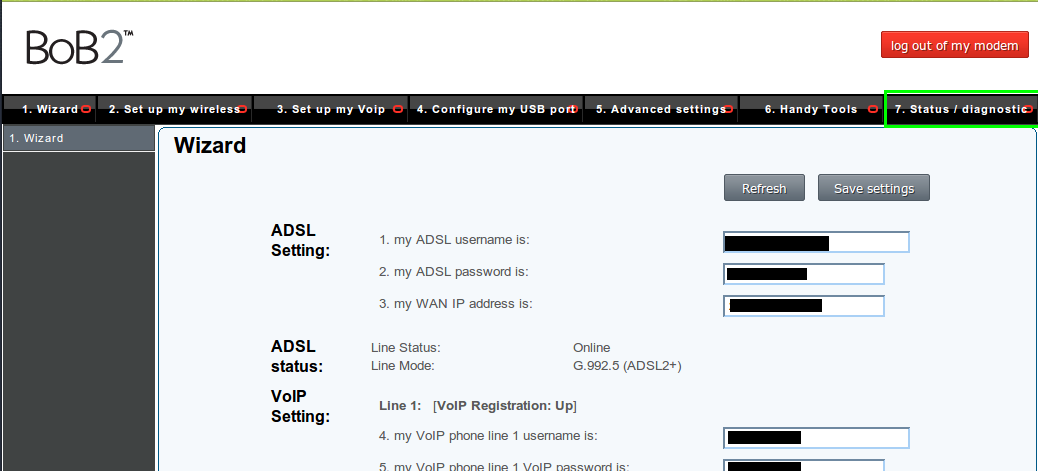 BoB2™
log out of my modem
1. Wizard 2. Set up my wireless 3. Set up my Voip 4. Configure my USB port 5. Advanced settings 6. Handy Tools 7. Status / diagnostic
1. Wizard
Wizard
Refresh Save settings
ADSL
Setting:
1. my ADSL username is:
2. my ADSL password is:
3. my WAN IP address is:
ADSL
status:
Line Status: Online
Line Mode: G.992.5 (ADSL2+)
VoIP
Setting:
Line 1: [VoIP Registration: Up]
4. my VoIP phone line 1 username is:
5. my VoIP phone line 1 VoIP password is: